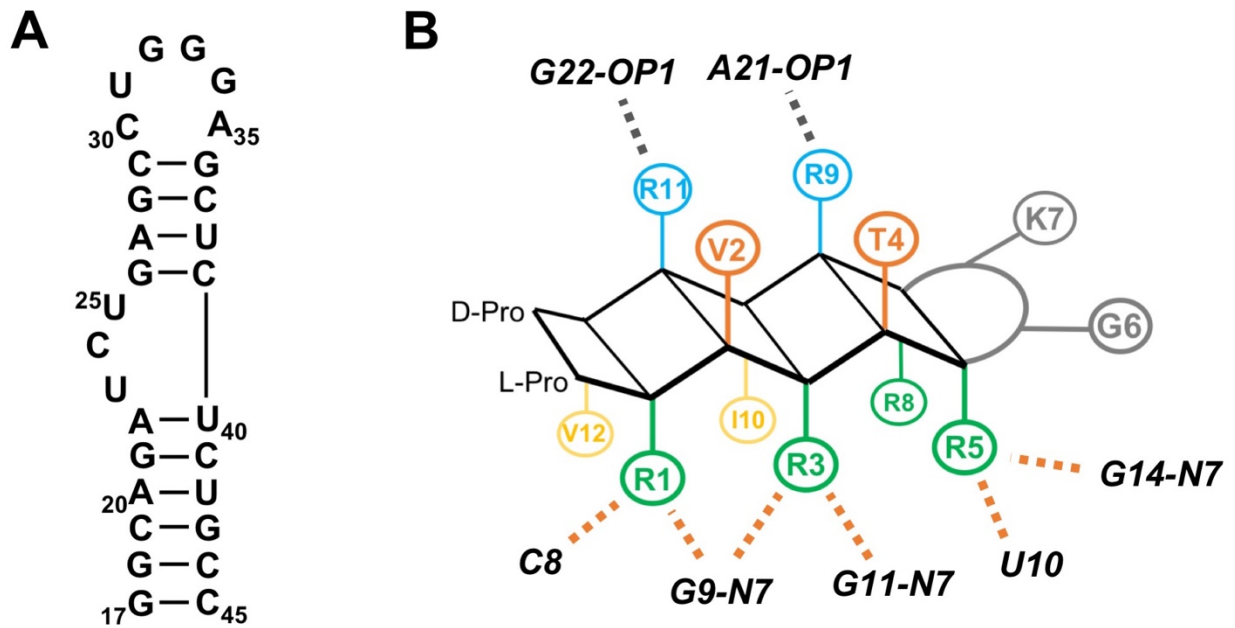 A
B
G G
U G
30 C A35
C G
G C
A U
G C
25U
C
U
A U40
G C
20A U
C G
G C
17G C45
G22-OP1 A21-OP1
R11 R9
V2 T4 K7
D-Pro
G6
L-Pro
V12 I10 R8
R1 R3 R5
G14-N7
C8 U10
G9-N7 G11-N7